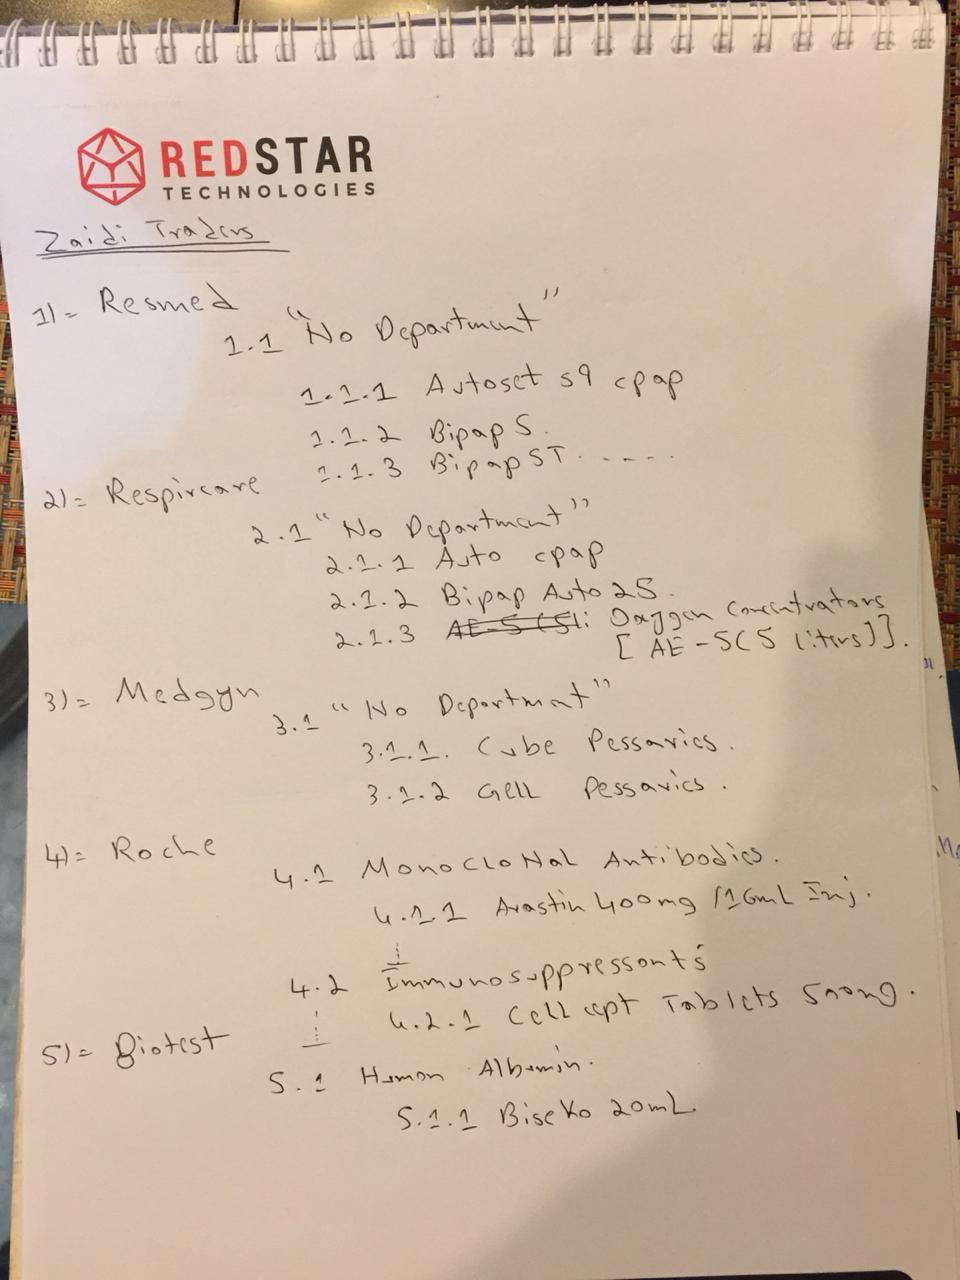 REDSTAR
TECHNOLOGIES
Zaidi Traders
1)= Resmed
1.1 "No Department"
1.1.1 Autoset s9 cpap
1.1.2 Bipap S.
1.1.3 Bipap ST. ....
2)= Respircare
2.1 "No Department"
2.1.1 Auto cpap
2.1.2 Bipap Auto 25.
2.1.3 AE-5 (5l: Oxygen Concentrators
[AE-5(5 liters)].
3)= Medgyn
3.1 "No Department"
3.1.1. Cube Pessaries.
3.1.2 Gell Pessaries.
4)= Roche
4.1 Monoclonal Antibodies.
4.1.1 Avastin 400mg/16mL Inj.
4.2 Immunosuppressants
4.2.1 Cellcept Tablets 500mg.
5)= Biotest
5.1 Human Albumin.
5.1.1 Biseko 20mL